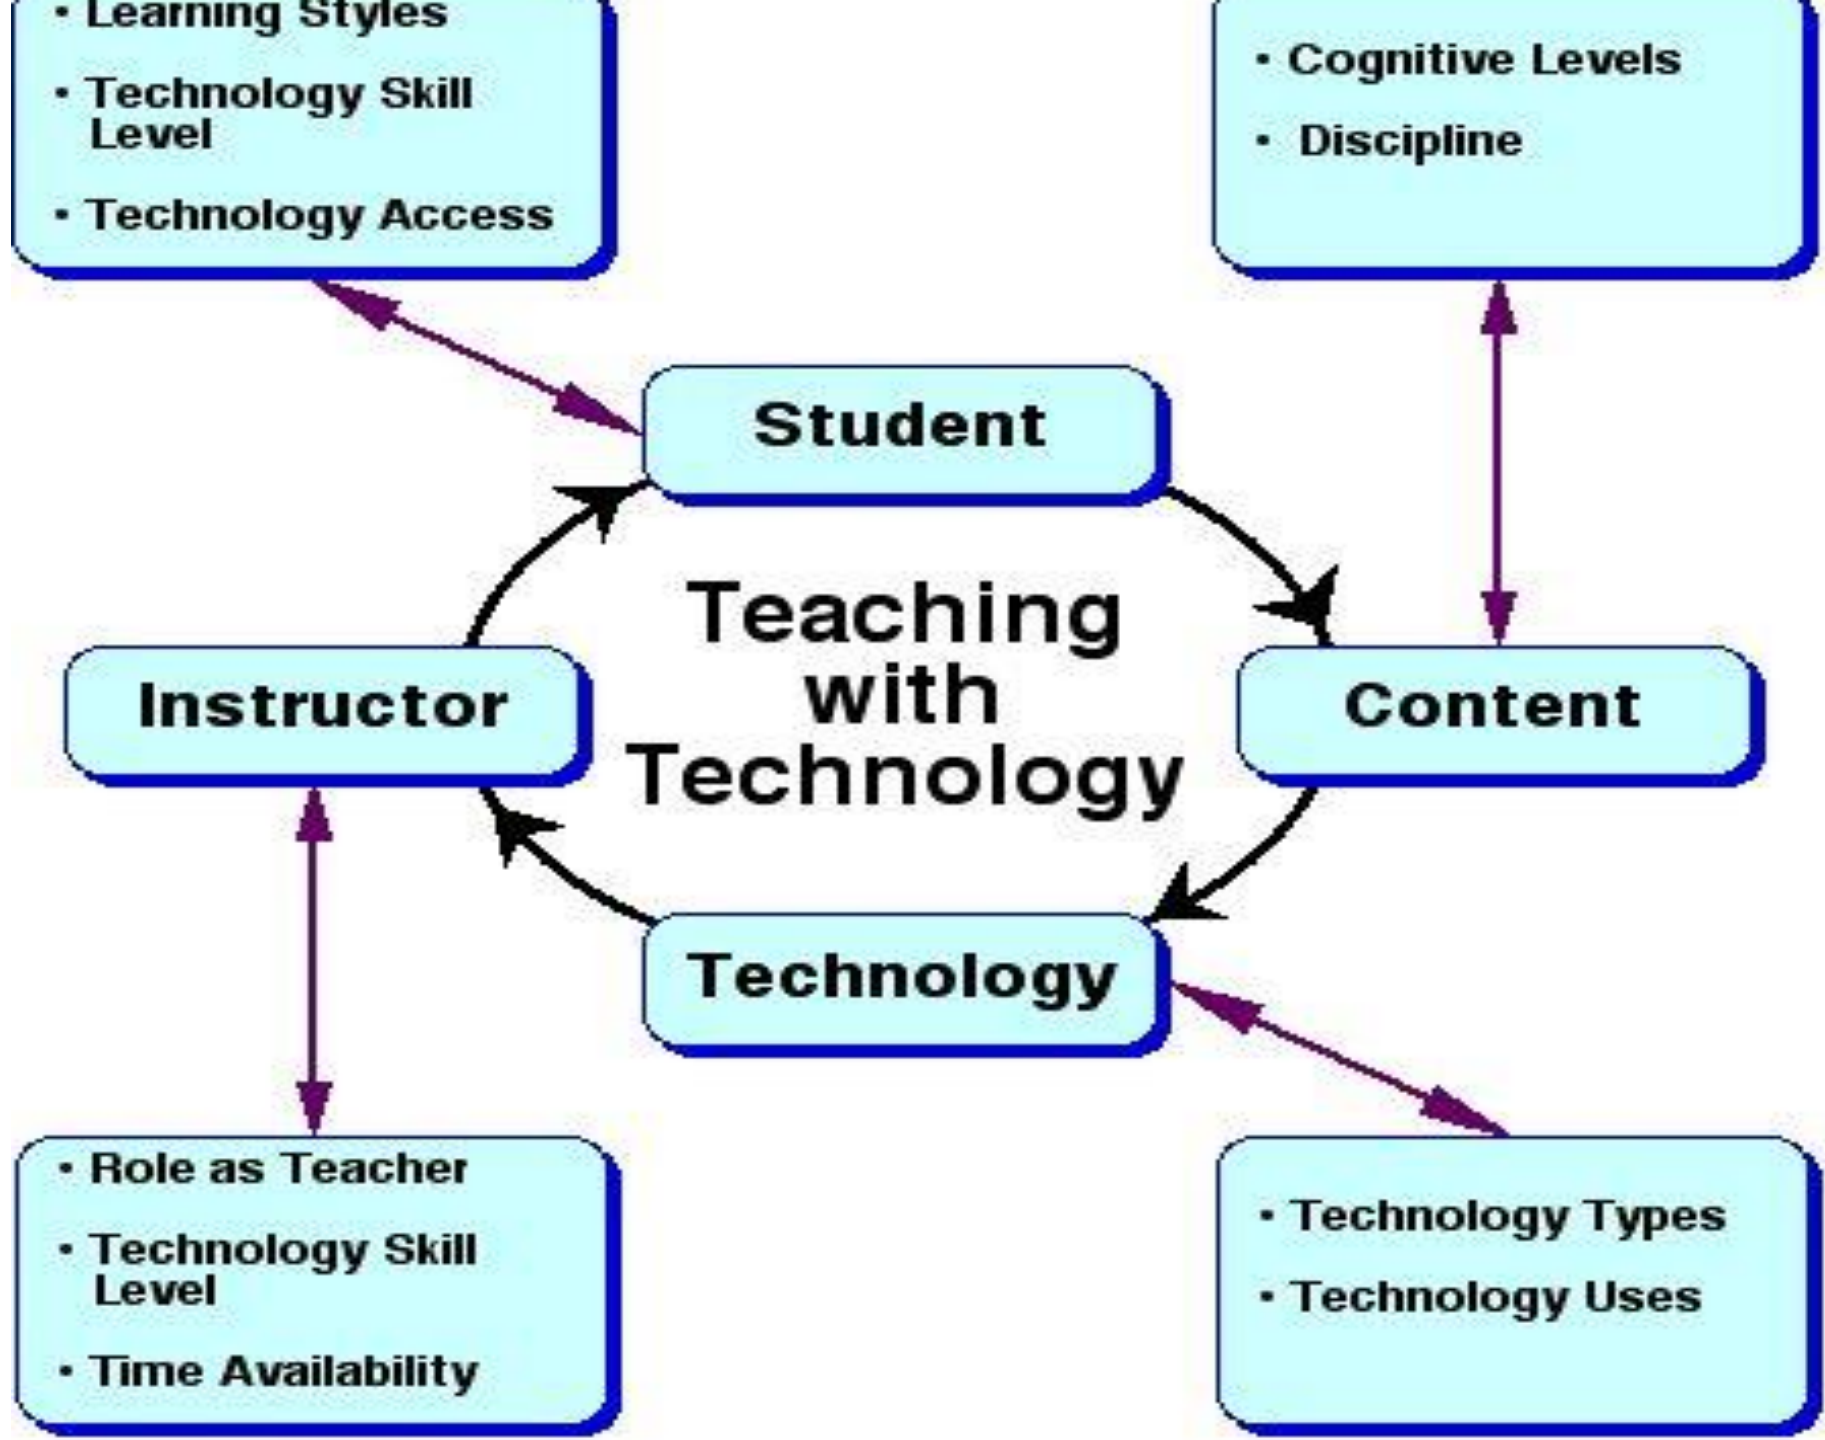 • Learning Styles
• Technology Skill
Level
• Technology Access
• Cognitive Levels
• Discipline
Student
Teaching
with
Technology
Instructor
Content
Technology
• Role as Teacher
• Technology Skill
Level
• Time Availability
• Technology Types
• Technology Uses